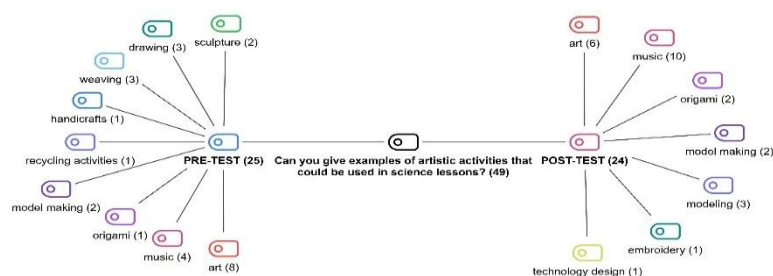 sculpture (2)
drawing (3)
weaving (3)
handicrafts (1)
recycling activities (1)
model making (2)
origami (1)
music (4)
art (8)
PRE-TEST (25)
Can you give examples of artistic activities that
could be used in science lessons? (49)
POST-TEST (24)
art (6)
music (10)
origami (2)
model making (2)
modeling (3)
embroidery (1)
technology design (1)